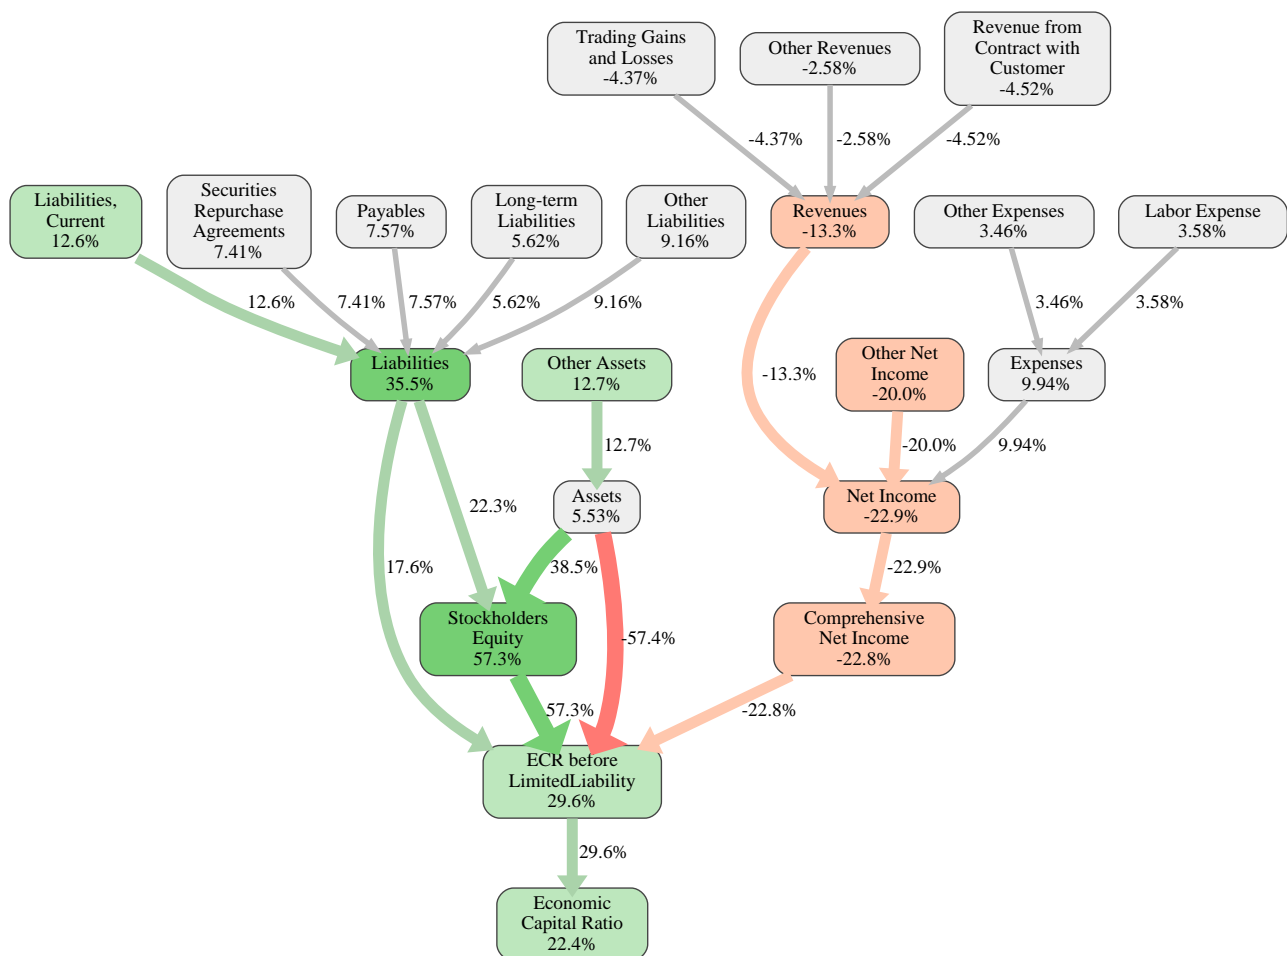 Trading Gains
and Losses
-4.37%
Other Revenues
-2.58%
Revenue from
Contract with
Customer
-4.52%
-4.37%
-2.58%
-4.52%
Liabilities,
Current
12.6%
Securities
Repurchase
Agreements
7.41%
Payables
7.57%
Long-term
Liabilities
5.62%
Other
Liabilities
9.16%
Revenues
-13.3%
Other Expenses
3.46%
Labor Expense
3.58%
12.6%
7.41%
7.57%
5.62%
9.16%
3.46%
3.58%
Liabilities
35.5%
Other Assets
12.7%
-13.3%
Other Net
Income
-20.0%
Expenses
9.94%
12.7%
-20.0%
9.94%
22.3%
Assets
5.53%
Net Income
-22.9%
17.6%
38.5%
-22.9%
-57.4%
Stockholders
Equity
57.3%
Comprehensive
Net Income
-22.8%
57.3%
-22.8%
ECR before
LimitedLiability
29.6%
29.6%
Economic
Capital Ratio
22.4%